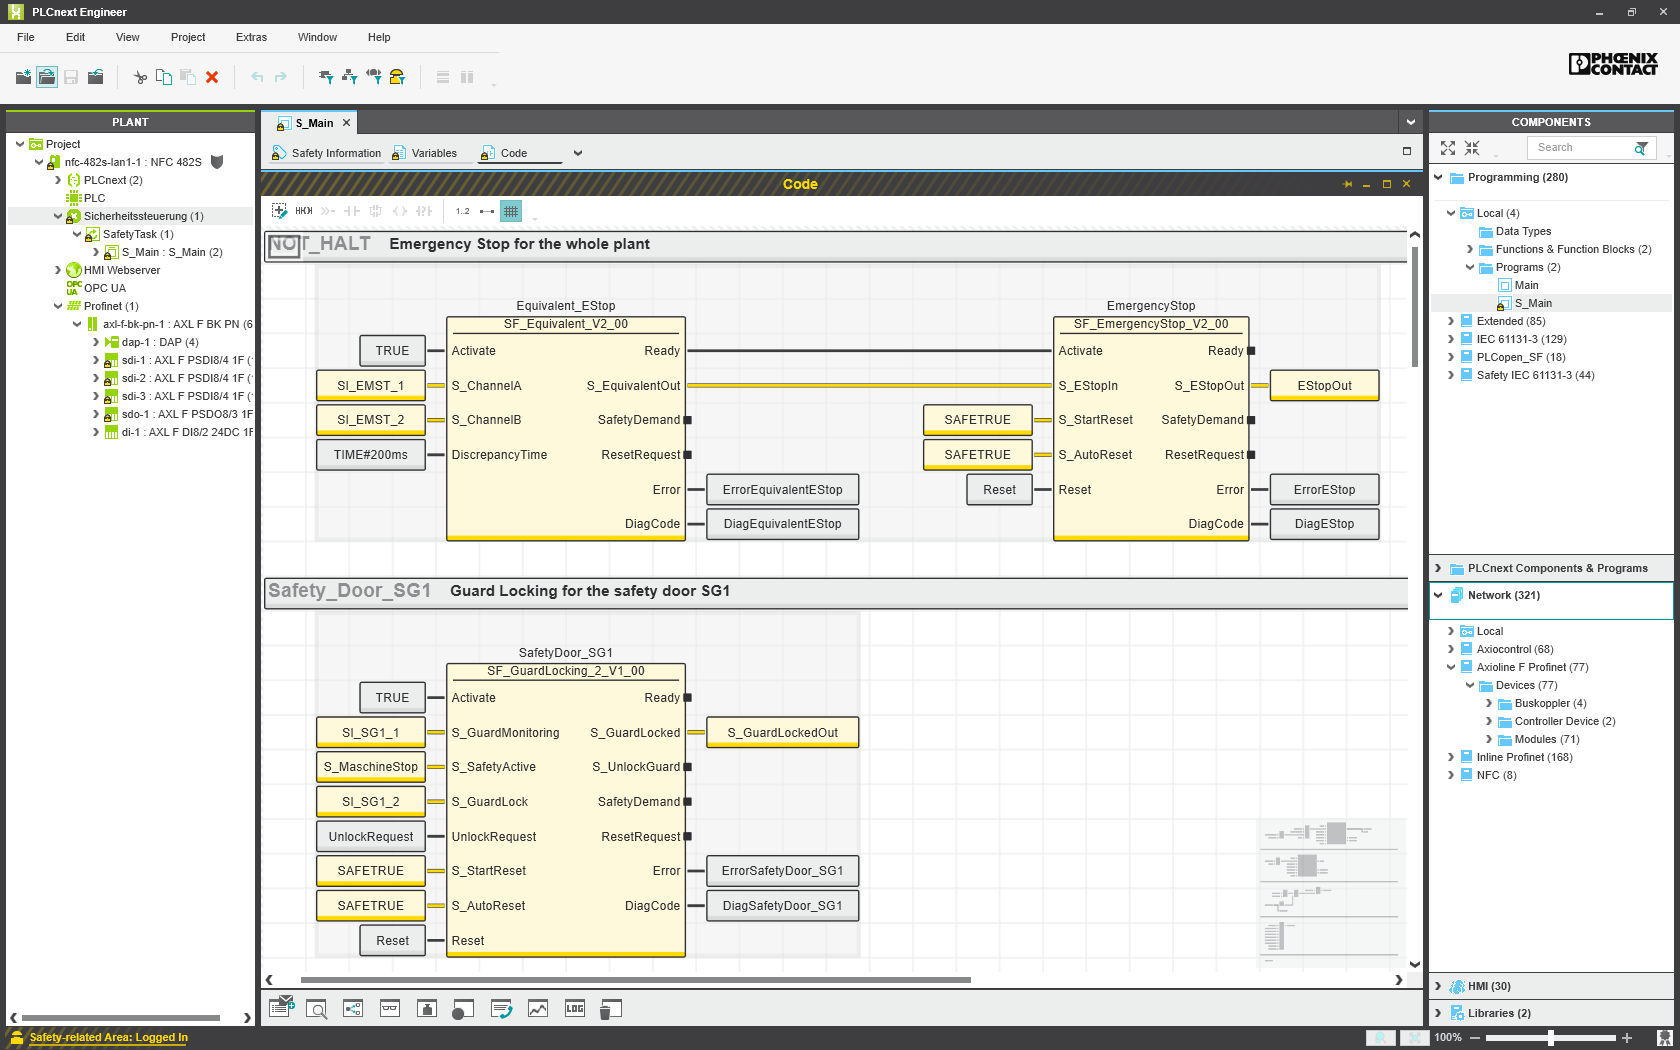 PLCnext Engineer
File Edit View Project Extras Window Help
PHŒNIX
CONTACT
PLANT
Project
nfc-482s-lan1-1 : NFC 482S
PLCnext (2)
PLC
Sicherheitssteuerung (1)
SafetyTask (1)
S_Main : S_Main (2)
HMI Webserver
OPC UA
OPC UA
Profinet (1)
axl-f-bk-pn-1 : AXL F BK PN (6
dap-1 : DAP (4)
sdi-1 : AXL F PSDI8/4 1F (
sdi-2 : AXL F PSDI8/4 1F (
sdi-3 : AXL F PSDI8/4 1F (
sdo-1 : AXL F PSDO8/3 1F
di-1 : AXL F DI8/2 24DC 1F
S_Main
Safety Information Variables Code
Code
1..2
NOT_HALT Emergency Stop for the whole plant
Equivalent_EStop
SF_Equivalent_V2_00
TRUE Activate Ready
SI_EMST_1 S_ChannelA S_EquivalentOut
SI_EMST_2 S_ChannelB SafetyDemand
TIME#200ms DiscrepancyTime ResetRequest
Error ErrorEquivalentEStop
DiagCode DiagEquivalentEStop
EmergencyStop
SF_EmergencyStop_V2_00
Activate Ready
S_EStopIn S_EStopOut EStopOut
SAFETRUE S_StartReset SafetyDemand
SAFETRUE S_AutoReset ResetRequest
Reset Reset Error ErrorEStop
DiagCode DiagEStop
Safety_Door_SG1 Guard Locking for the safety door SG1
SafetyDoor_SG1
SF_GuardLocking_2_V1_00
TRUE Activate Ready
SI_SG1_1 S_GuardMonitoring S_GuardLocked S_GuardLockedOut
S_MaschineStop S_SafetyActive S_UnlockGuard
SI_SG1_2 S_GuardLock SafetyDemand
UnlockRequest UnlockRequest ResetRequest
SAFETRUE S_StartReset Error ErrorSafetyDoor_SG1
SAFETRUE S_AutoReset DiagCode DiagSafetyDoor_SG1
Reset Reset
LOG
COMPONENTS
Search
Programming (280)
Local (4)
Data Types
Functions & Function Blocks (2)
Programs (2)
Main
S_Main
Extended (85)
IEC 61131-3 (129)
PLCopen_SF (18)
Safety IEC 61131-3 (44)
PLCnext Components & Programs
Network (321)
Local
Axiocontrol (68)
Axioline F Profinet (77)
Devices (77)
Buskoppler (4)
Controller Device (2)
Modules (71)
Inline Profinet (168)
NFC (8)
HMI (30)
Libraries (2)
Safety-related Area: Logged In
100%